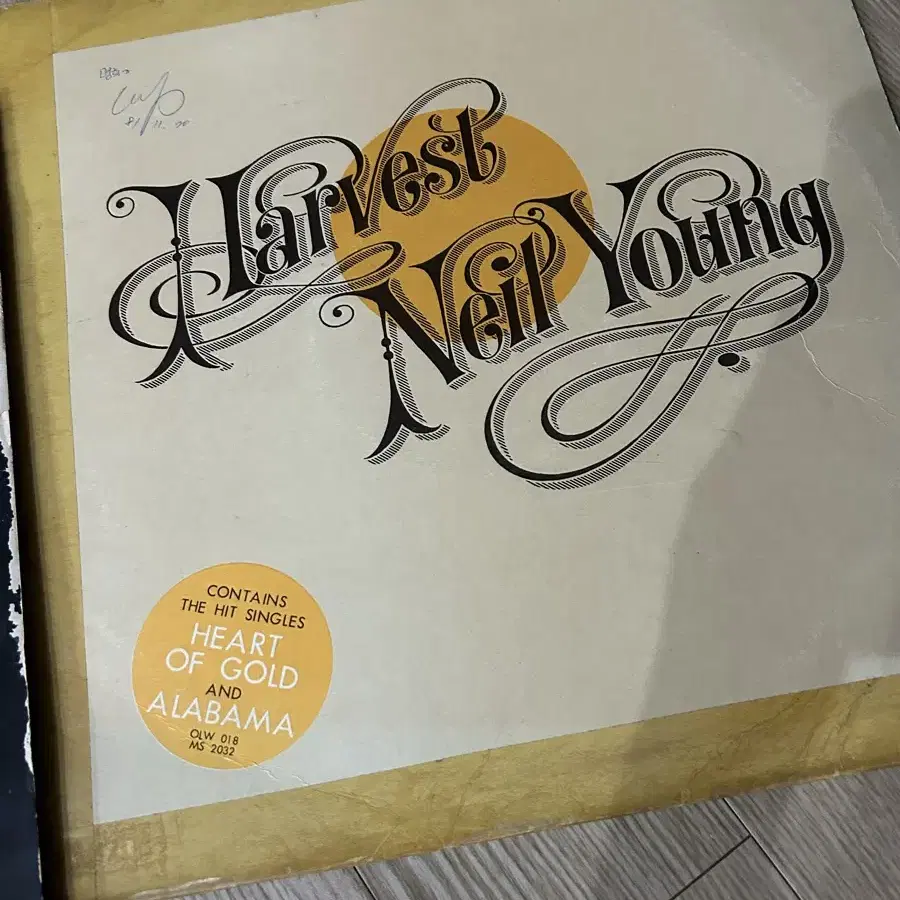 Harvest
Neil Young
CONTAINS
THE HIT SINGLES
HEART
OF GOLD
AND
ALABAMA
OLW 018
MS 2032